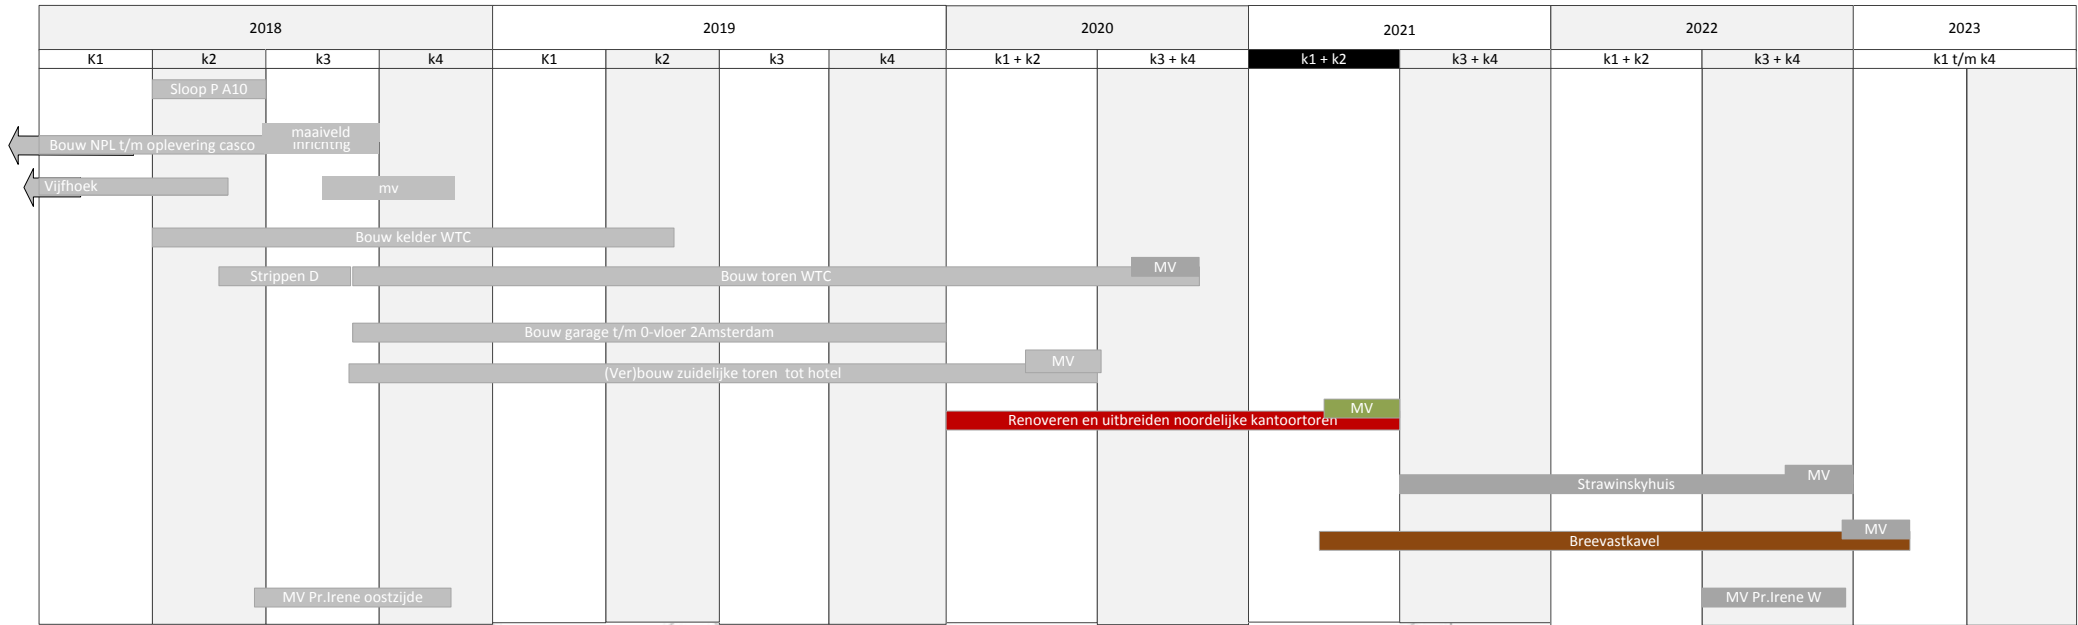 2018 2019 2020 2021 2022 2023
K1 k2 k3 k4 K1 k2 k3 k4 k1 + k2 k3 + k4 k1 + k2 k3 + k4 k1 + k2 k3 + k4 k1 t/m k4
Sloop P A10
maaiveld
inrichtng
Bouw NPL t/m oplevering casco
Vijfhoek
mv
Bouw kelder WTC
Strippen D
Bouw toren WTC
MV
Bouw garage t/m 0-vloer 2Amsterdam
MV
(Ver)bouw zuidelijke toren tot hotel
MV
Renoveren en uitbreiden noordelijke kantoortoren
MV
Strawinskyhuis
MV
Breevastkavel
MV Pr.Irene oostzijde
MV Pr.Irene W